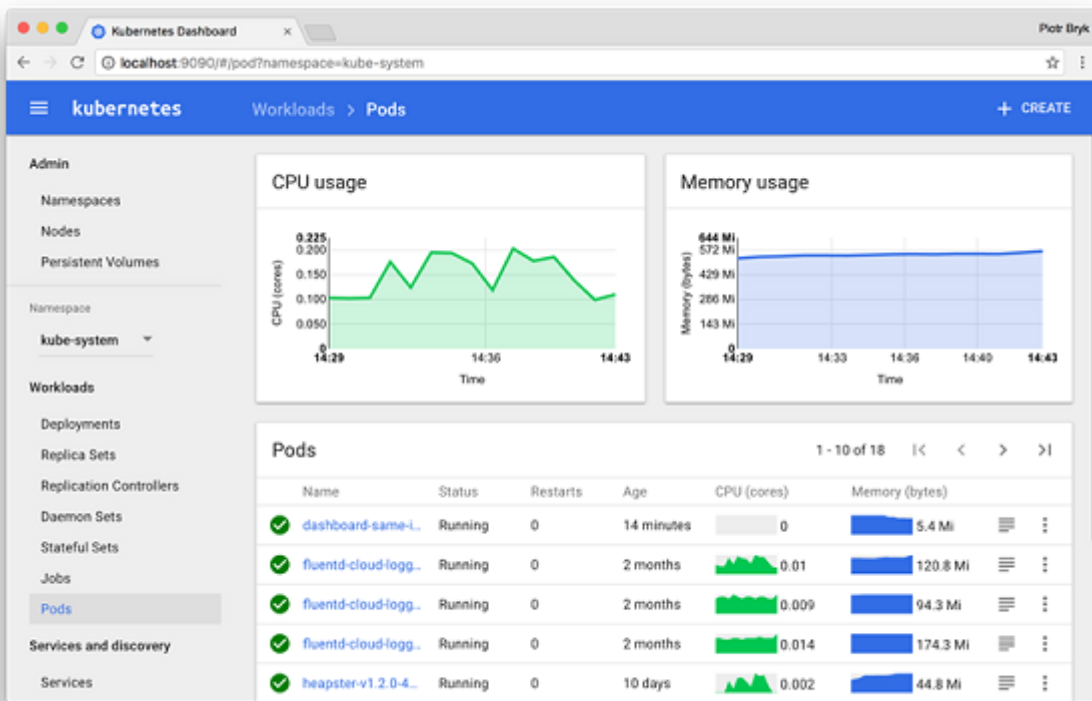 Kubernetes Dashboard ×
Piotr Bryk
localhost:9090/#/pod?namespace=kube-system
kubernetes
Workloads > Pods
+ CREATE
Admin
Namespaces
Nodes
Persistent Volumes
Namespace
kube-system
Workloads
Deployments
Replica Sets
Replication Controllers
Daemon Sets
Stateful Sets
Jobs
Pods
Services and discovery
Services
CPU usage
CPU (cores)
0.225
0.200
0.150
0.100
0.050
0
14:29 14:36 14:43
Time
Memory usage
Memory (bytes)
644 Mi
572 Mi
429 Mi
286 Mi
143 Mi
0
14:29 14:33 14:36 14:40 14:43
Time
Pods
1 - 10 of 18
Name Status Restarts Age CPU (cores) Memory (bytes)
dashboard-same-i... Running 0 14 minutes 0 5.4 Mi
fluentd-cloud-logg... Running 0 2 months 0.01 120.8 Mi
fluentd-cloud-logg... Running 0 2 months 0.009 94.3 Mi
fluentd-cloud-logg... Running 0 2 months 0.014 174.3 Mi
heapster-v1.2.0-4... Running 0 10 days 0.002 44.8 Mi